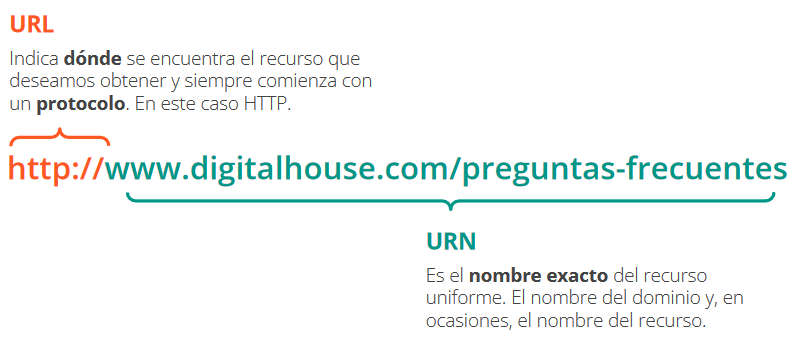 URL
Indica dónde se encuentra el recurso que
deseamos obtener y siempre comienza con
un protocolo. En este caso HTTP.
http://www.digitalhouse.com/preguntas-frecuentes
URN
Es el nombre exacto del recurso
uniforme. El nombre del dominio y, en
ocasiones, el nombre del recurso.